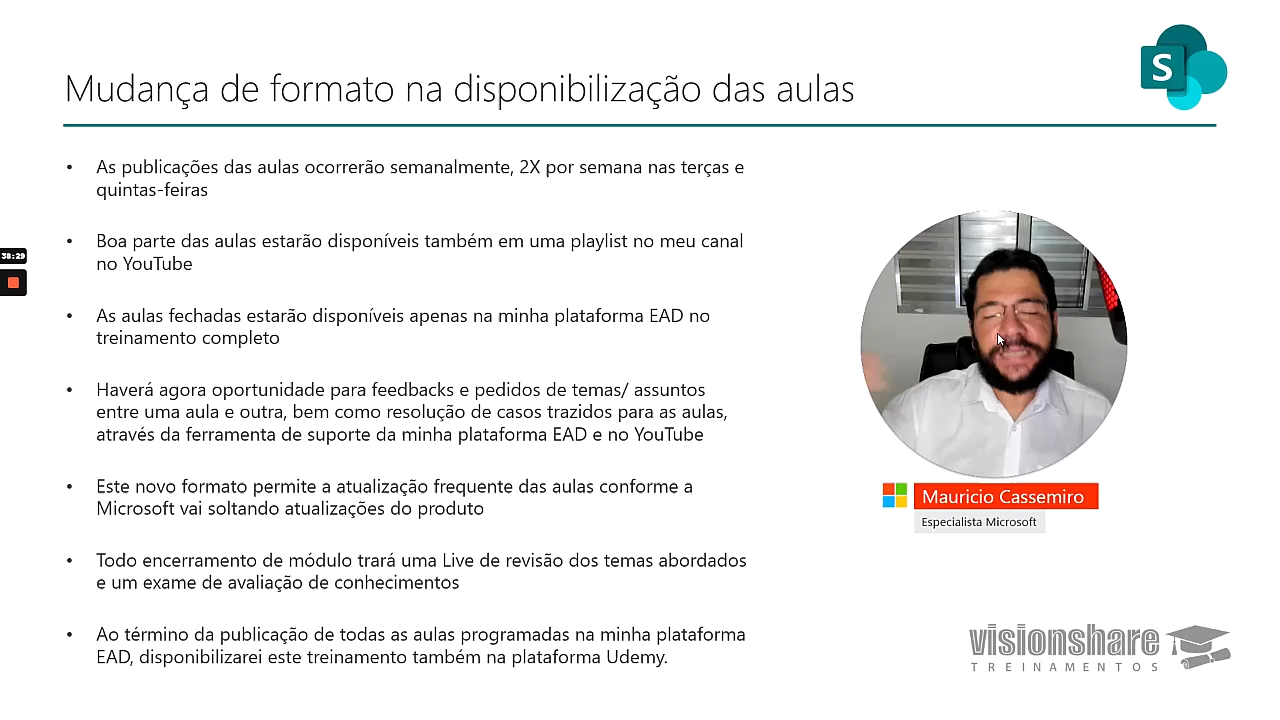 S
Mudança de formato na disponibilização das aulas
• As publicações das aulas ocorrerão semanalmente, 2X por semana nas terças e
quintas-feiras
• Boa parte das aulas estarão disponíveis também em uma playlist no meu canal
no YouTube
38:29
• As aulas fechadas estarão disponíveis apenas na minha plataforma EAD no
treinamento completo
• Haverá agora oportunidade para feedbacks e pedidos de temas/ assuntos
entre uma aula e outra, bem como resolução de casos trazidos para as aulas,
através da ferramenta de suporte da minha plataforma EAD e no YouTube
• Este novo formato permite a atualização frequente das aulas conforme a
Microsoft vai soltando atualizações do produto
• Todo encerramento de módulo trará uma Live de revisão dos temas abordados
e um exame de avaliação de conhecimentos
• Ao término da publicação de todas as aulas programadas na minha plataforma
EAD, disponibilizarei este treinamento também na plataforma Udemy.
Mauricio Cassemiro
Especialista Microsoft
visionshare
TREINAMENTOS